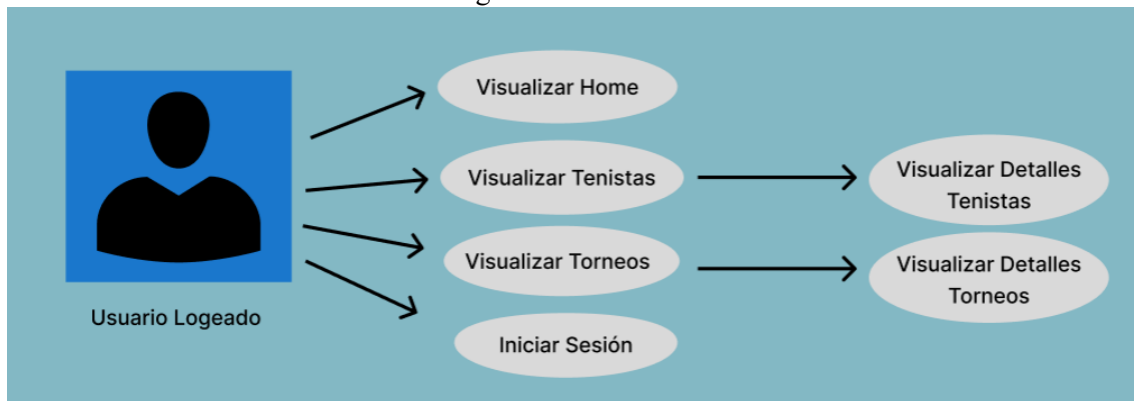 Visualizar Home
Visualizar Tenistas
Visualizar Detalles
Tenistas
Visualizar Torneos
Visualizar Detalles
Torneos
Usuario Logeado
Iniciar Sesión